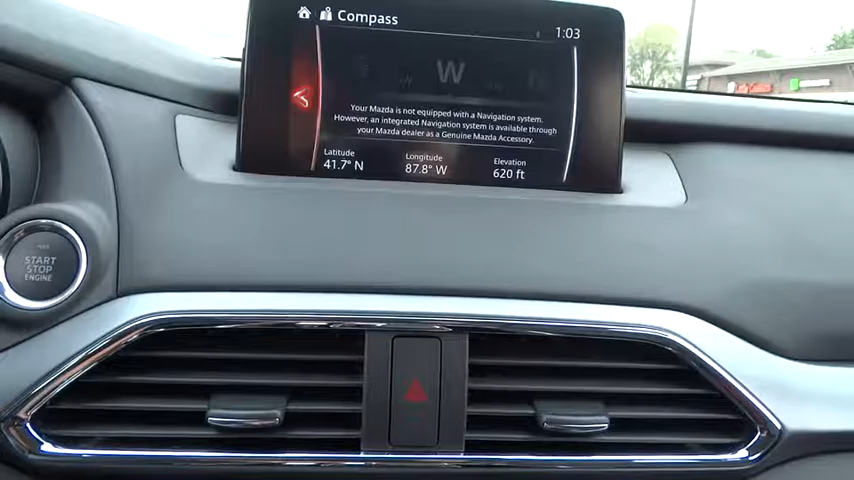 Compass
1:03
W
Your Mazda is not equipped with a Navigation system.
However, an integrated Navigation system is available through
your Mazda dealer as a Genuine Mazda Accessory.
Latitude Longitude Elevation
41.7° N 87.8° W 620 ft
START
STOP
ENGINE